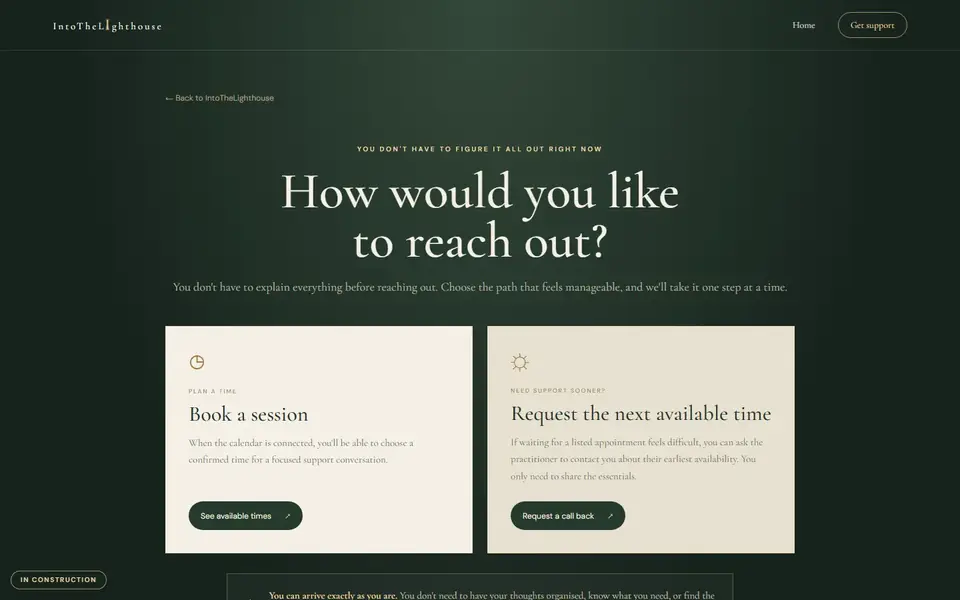 IntoTheLighthouse
Home
Get support
← Back to IntoTheLighthouse
YOU DON'T HAVE TO FIGURE IT ALL OUT RIGHT NOW
How would you like
to reach out?
You don't have to explain everything before reaching out. Choose the path that feels manageable, and we'll take it one step at a time.
PLAN A TIME
Book a session
When the calendar is connected, you'll be able to choose a
confirmed time for a focused support conversation.
See available times ↗
NEED SUPPORT SOONER?
Request the next available time
If waiting for a listed appointment feels difficult, you can ask the
practitioner to contact you about their earliest availability. You
only need to share the essentials.
Request a call back ↗
IN CONSTRUCTION
You can arrive exactly as you are. You don't need to have your thoughts organised, know what you need, or find the